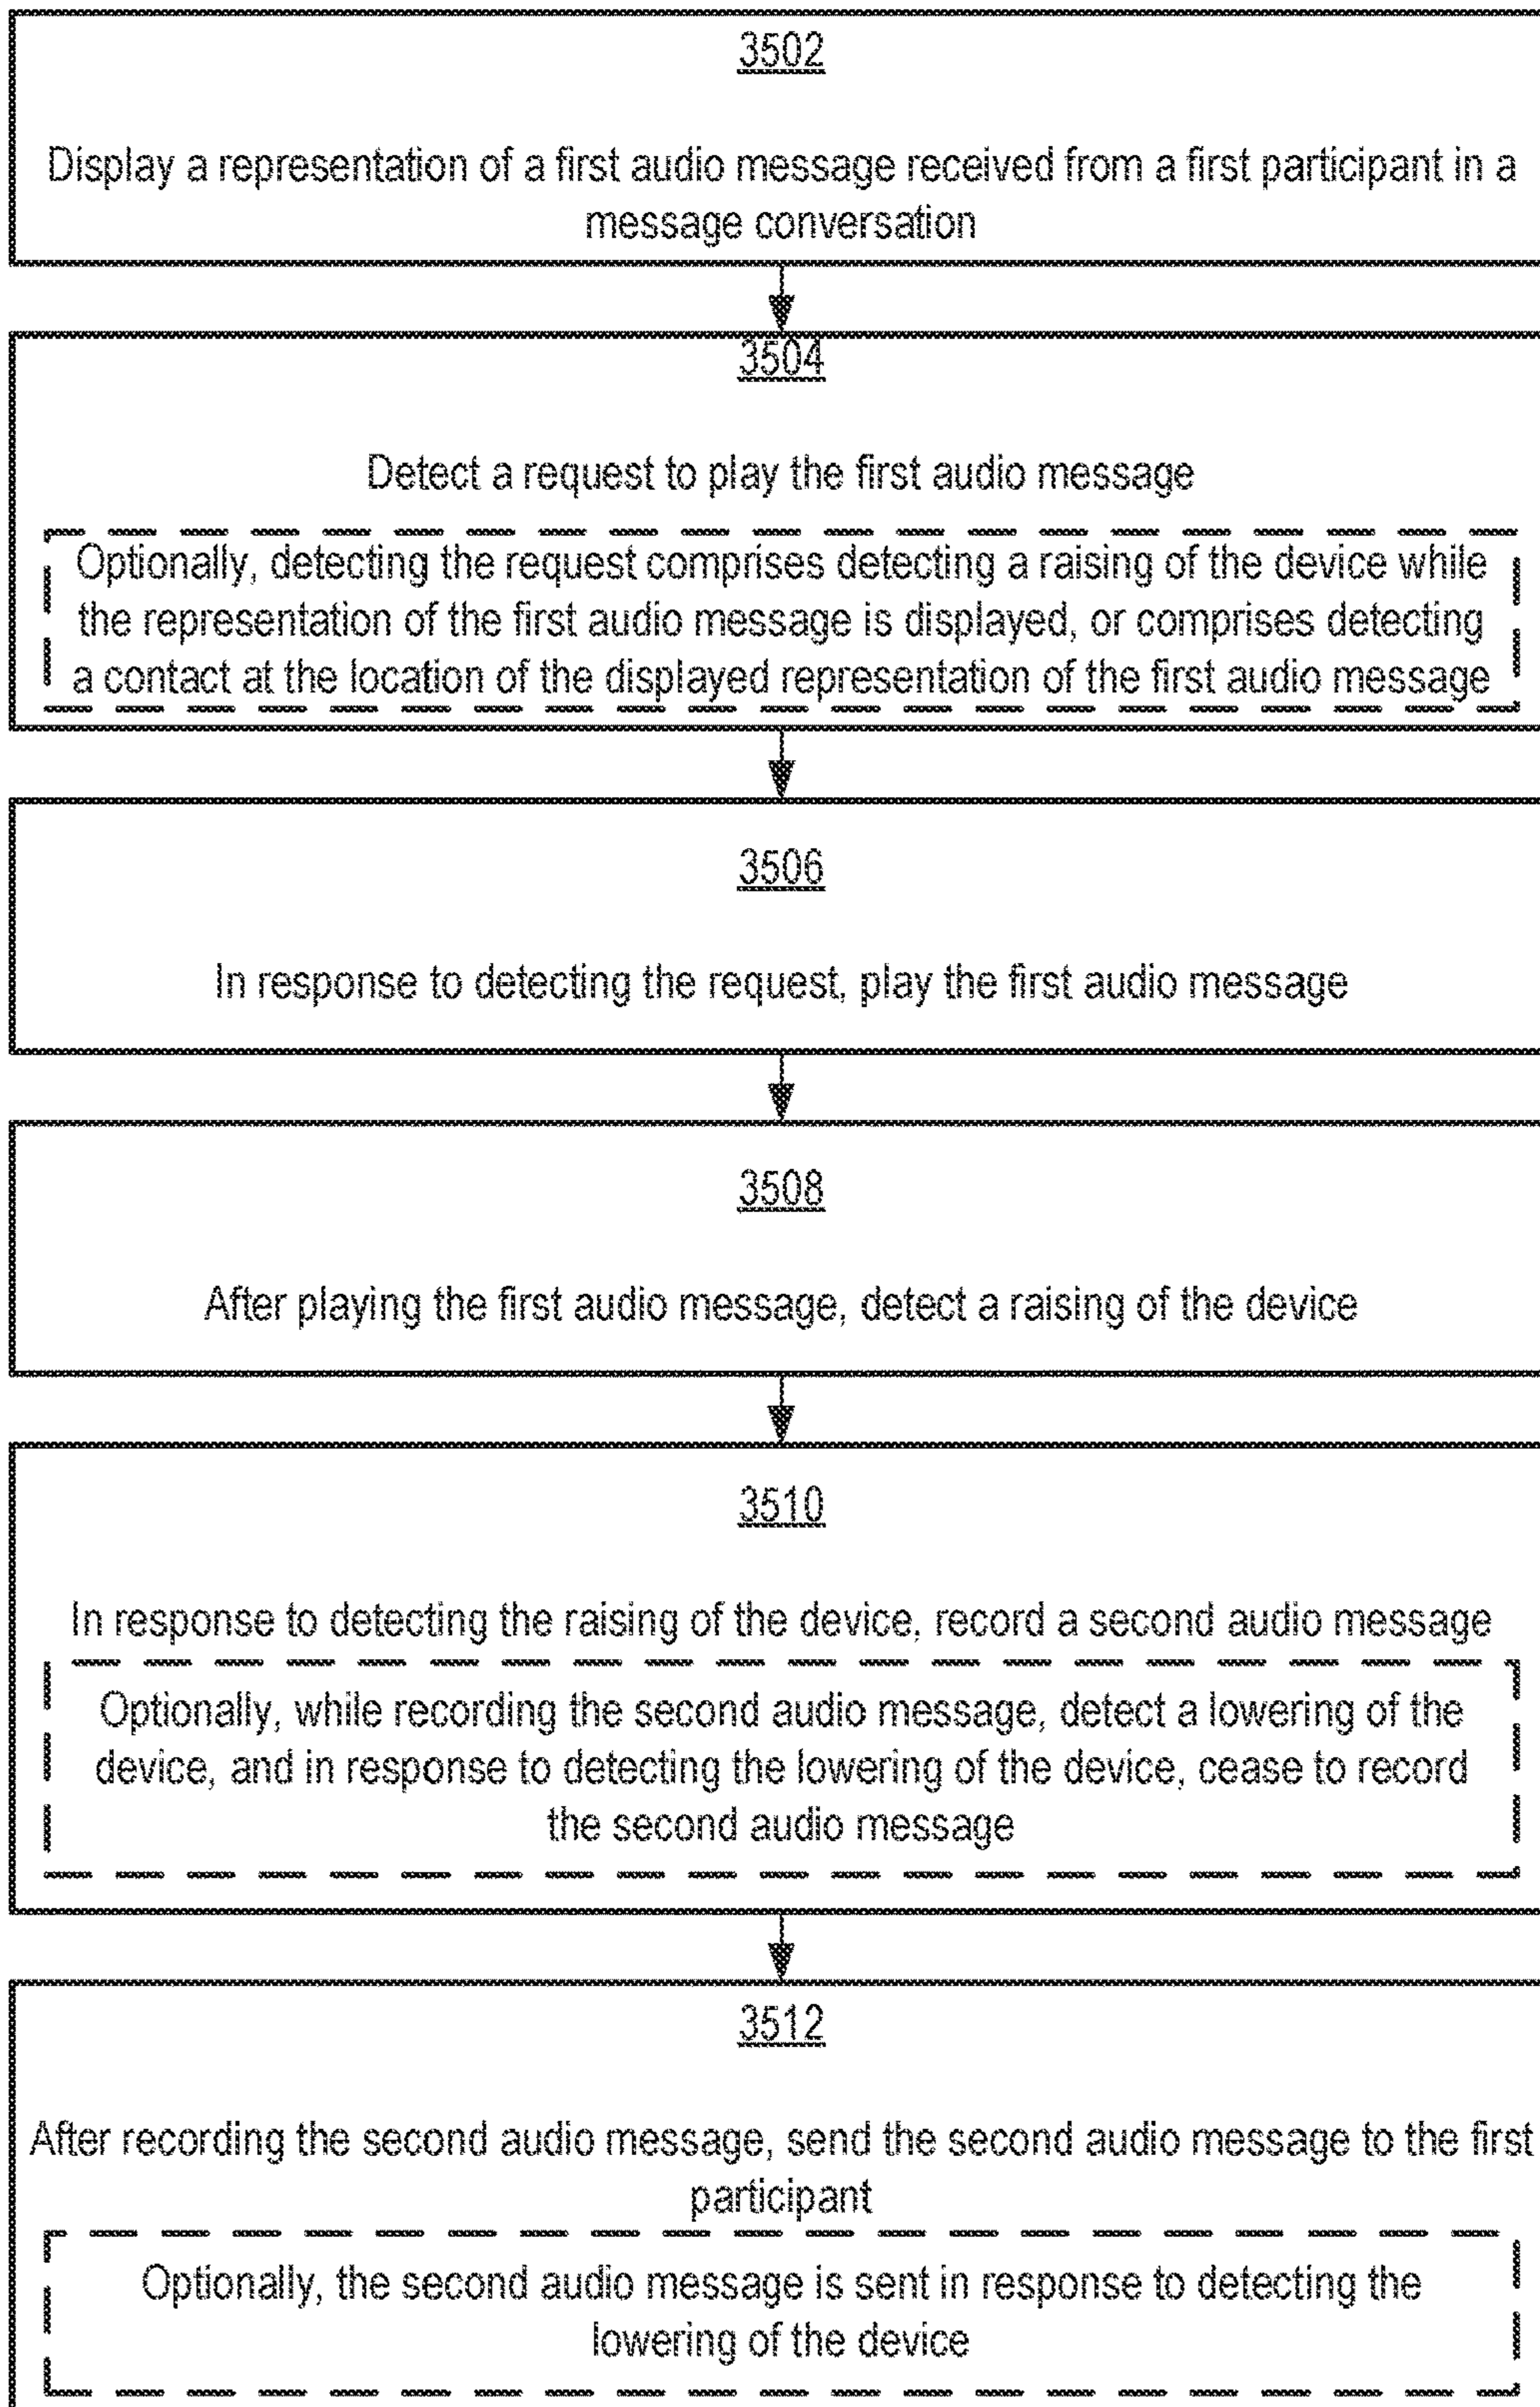 3502
Display a representation of a first audio message received from a first participant in a
message conversation
3504
Detect a request to play the first audio message
Optionally, detecting the request comprises detecting a raising of the device while
the representation of the first audio message is displayed, or comprises detecting
a contact at the location of the displayed representation of the first audio message
3506
In response to detecting the request, play the first audio message
3508
After playing the first audio message, detect a raising of the device
3510
In response to detecting the raising of the device, record a second audio message
Optionally, while recording the second audio message, detect a lowering of the
device, and in response to detecting the lowering of the device, cease to record
the second audio message
3512
After recording the second audio message, send the second audio message to the first
participant
Optionally, the second audio message is sent in response to detecting the
lowering of the device